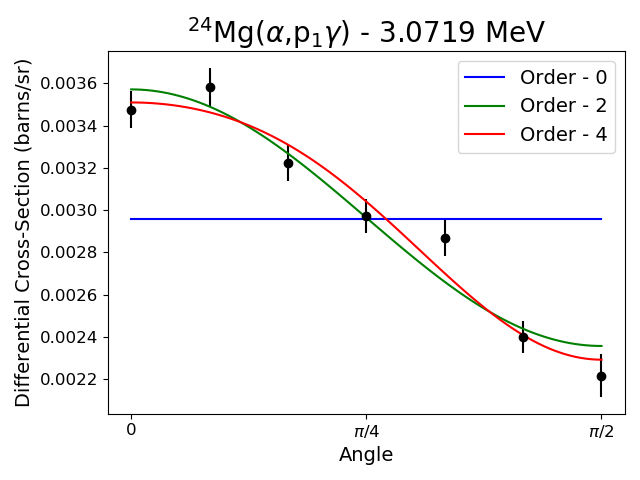 ²⁴Mg(α,p₁γ) - 3.0719 MeV
Order - 0
Order - 2
Order - 4
Differential Cross-Section (barns/sr)
0.0036
0.0034
0.0032
0.0030
0.0028
0.0026
0.0024
0.0022
0 π/4 π/2
Angle